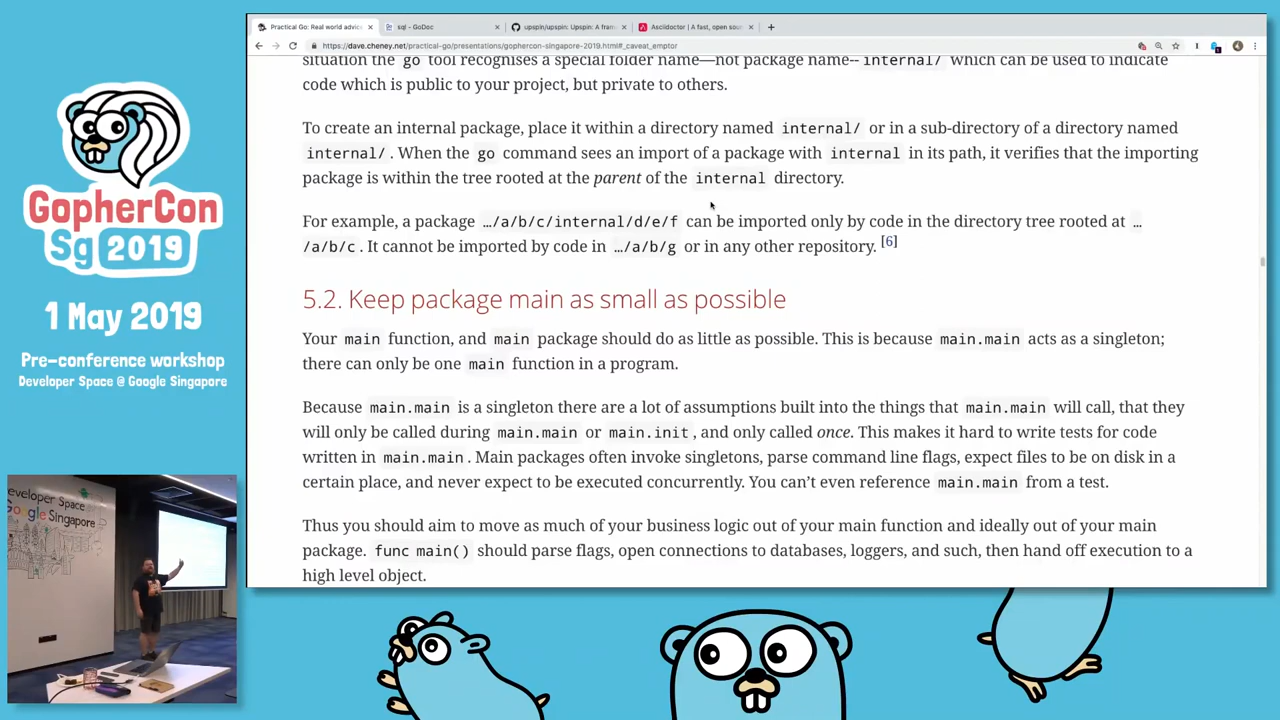 Practical Go: Real world advic
sql - GoDoc
upspin/upspin: Upspin: A fram
Asciidoctor | A fast, open sour
https://dave.cheney.net/practical-go/presentations/gophercon-singapore-2019.html#_caveat_emptor
situation the go tool recognises a special folder name—not package name-- internal/ which can be used to indicate
code which is public to your project, but private to others.
To create an internal package, place it within a directory named internal/ or in a sub-directory of a directory named
internal/ . When the go command sees an import of a package with internal in its path, it verifies that the importing
package is within the tree rooted at the parent of the internal directory.
For example, a package …/a/b/c/internal/d/e/f can be imported only by code in the directory tree rooted at …
/a/b/c . It cannot be imported by code in …/a/b/g or in any other repository. [6]
5.2. Keep package main as small as possible
Your main function, and main package should do as little as possible. This is because main.main acts as a singleton;
there can only be one main function in a program.
Because main.main is a singleton there are a lot of assumptions built into the things that main.main will call, that they
will only be called during main.main or main.init , and only called once. This makes it hard to write tests for code
written in main.main . Main packages often invoke singletons, parse command line flags, expect files to be on disk in a
certain place, and never expect to be executed concurrently. You can’t even reference main.main from a test.
Thus you should aim to move as much of your business logic out of your main function and ideally out of your main
package. func main() should parse flags, open connections to databases, loggers, and such, then hand off execution to a
high level object.
GopherCon
Sg 2019
1 May 2019
Pre-conference workshop
Developer Space @ Google Singapore
eveloper Space
Google Singapore